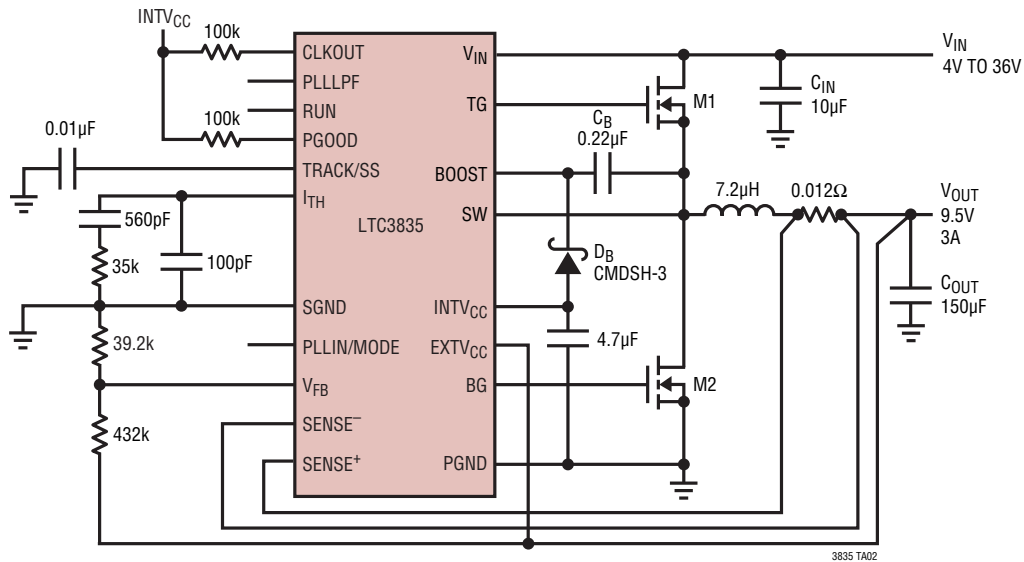 INTVCC
100k
CLKOUT
PLLLPF
RUN
100k
PGOOD
0.01µF
TRACK/SS
ITH
560pF
35k
100pF
SGND
39.2k
PLLIN/MODE
VFB
432k
SENSE–
SENSE+
LTC3835
VIN
TG
BOOST
SW
INTVCC
EXTVCC
BG
PGND
M1
CB
0.22µF
DB
CMDSH-3
4.7µF
M2
7.2µH
0.012Ω
CIN
10µF
VIN
4V TO 36V
VOUT
9.5V
3A
COUT
150µF
3835 TA02